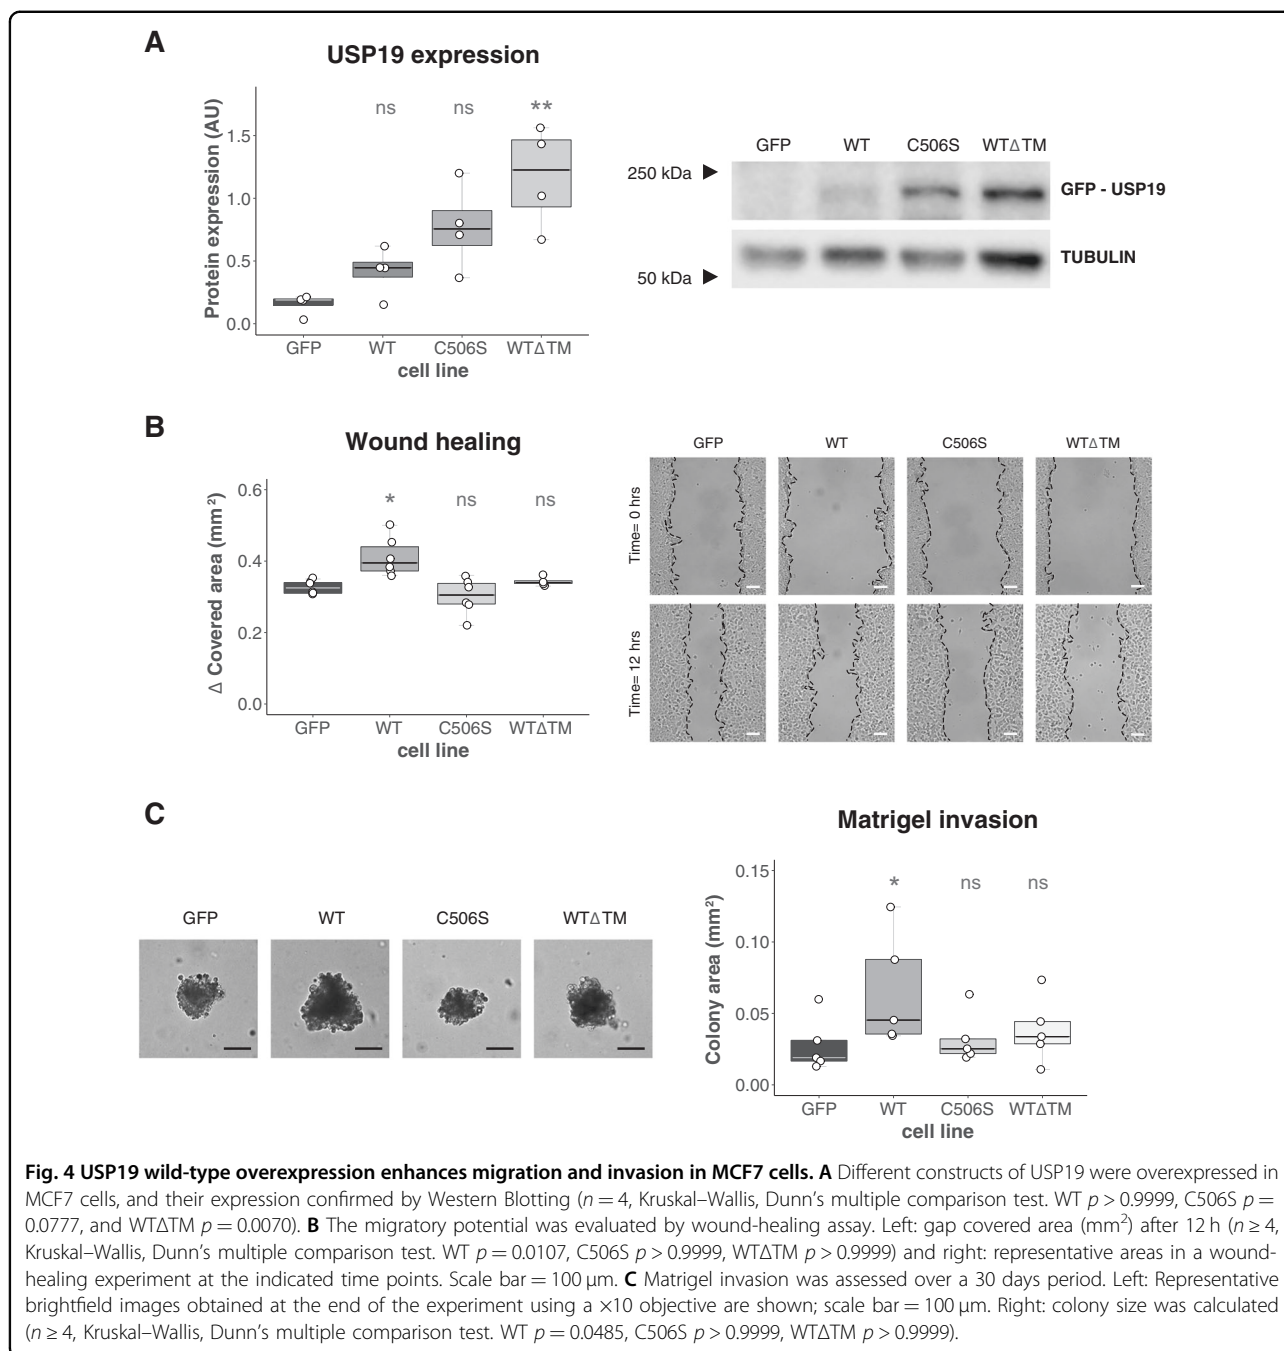 A
USP19 expression
Protein expression (AU)
1.5
1.0
0.5
0.0
ns
ns
**
GFP
WT
C506S
WTΔTM
cell line
GFP
WT
C506S
WTΔTM
250 kDa
GFP - USP19
TUBULIN
50 kDa
B
Wound healing
Δ Covered area (mm²)
0.6
0.4
0.2
0.0
*
ns
ns
GFP
WT
C506S
WTΔTM
cell line
GFP
WT
C506S
WTΔTM
Time= 0 hrs
Time= 12 hrs
C
GFP
WT
C506S
WTΔTM
Matrigel invasion
Colony area (mm²)
0.15
0.10
0.05
0.00
*
ns
ns
GFP
WT
C506S
WTΔTM
cell line
Fig. 4 USP19 wild-type overexpression enhances migration and invasion in MCF7 cells. A Different constructs of USP19 were overexpressed in
MCF7 cells, and their expression confirmed by Western Blotting (n = 4, Kruskal–Wallis, Dunn's multiple comparison test. WT p > 0.9999, C506S p =
0.0777, and WTΔTM p = 0.0070). B The migratory potential was evaluated by wound-healing assay. Left: gap covered area (mm²) after 12 h (n ≥ 4,
Kruskal–Wallis, Dunn's multiple comparison test. WT p = 0.0107, C506S p > 0.9999, WTΔTM p > 0.9999) and right: representative areas in a wound-
healing experiment at the indicated time points. Scale bar = 100 μm. C Matrigel invasion was assessed over a 30 days period. Left: Representative
brightfield images obtained at the end of the experiment using a ×10 objective are shown; scale bar = 100 μm. Right: colony size was calculated
(n ≥ 4, Kruskal–Wallis, Dunn's multiple comparison test. WT p = 0.0485, C506S p > 0.9999, WTΔTM p > 0.9999).